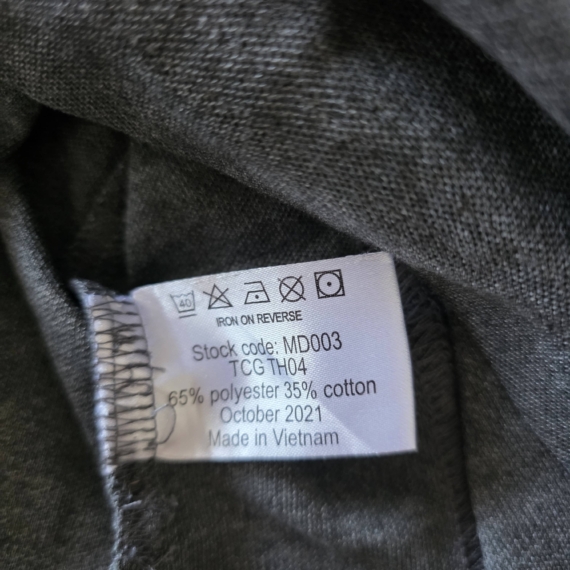 40
IRON ON REVERSE
Stock code: MD003
TCG TH04
65% polyester 35% cotton
October 2021
Made in Vietnam